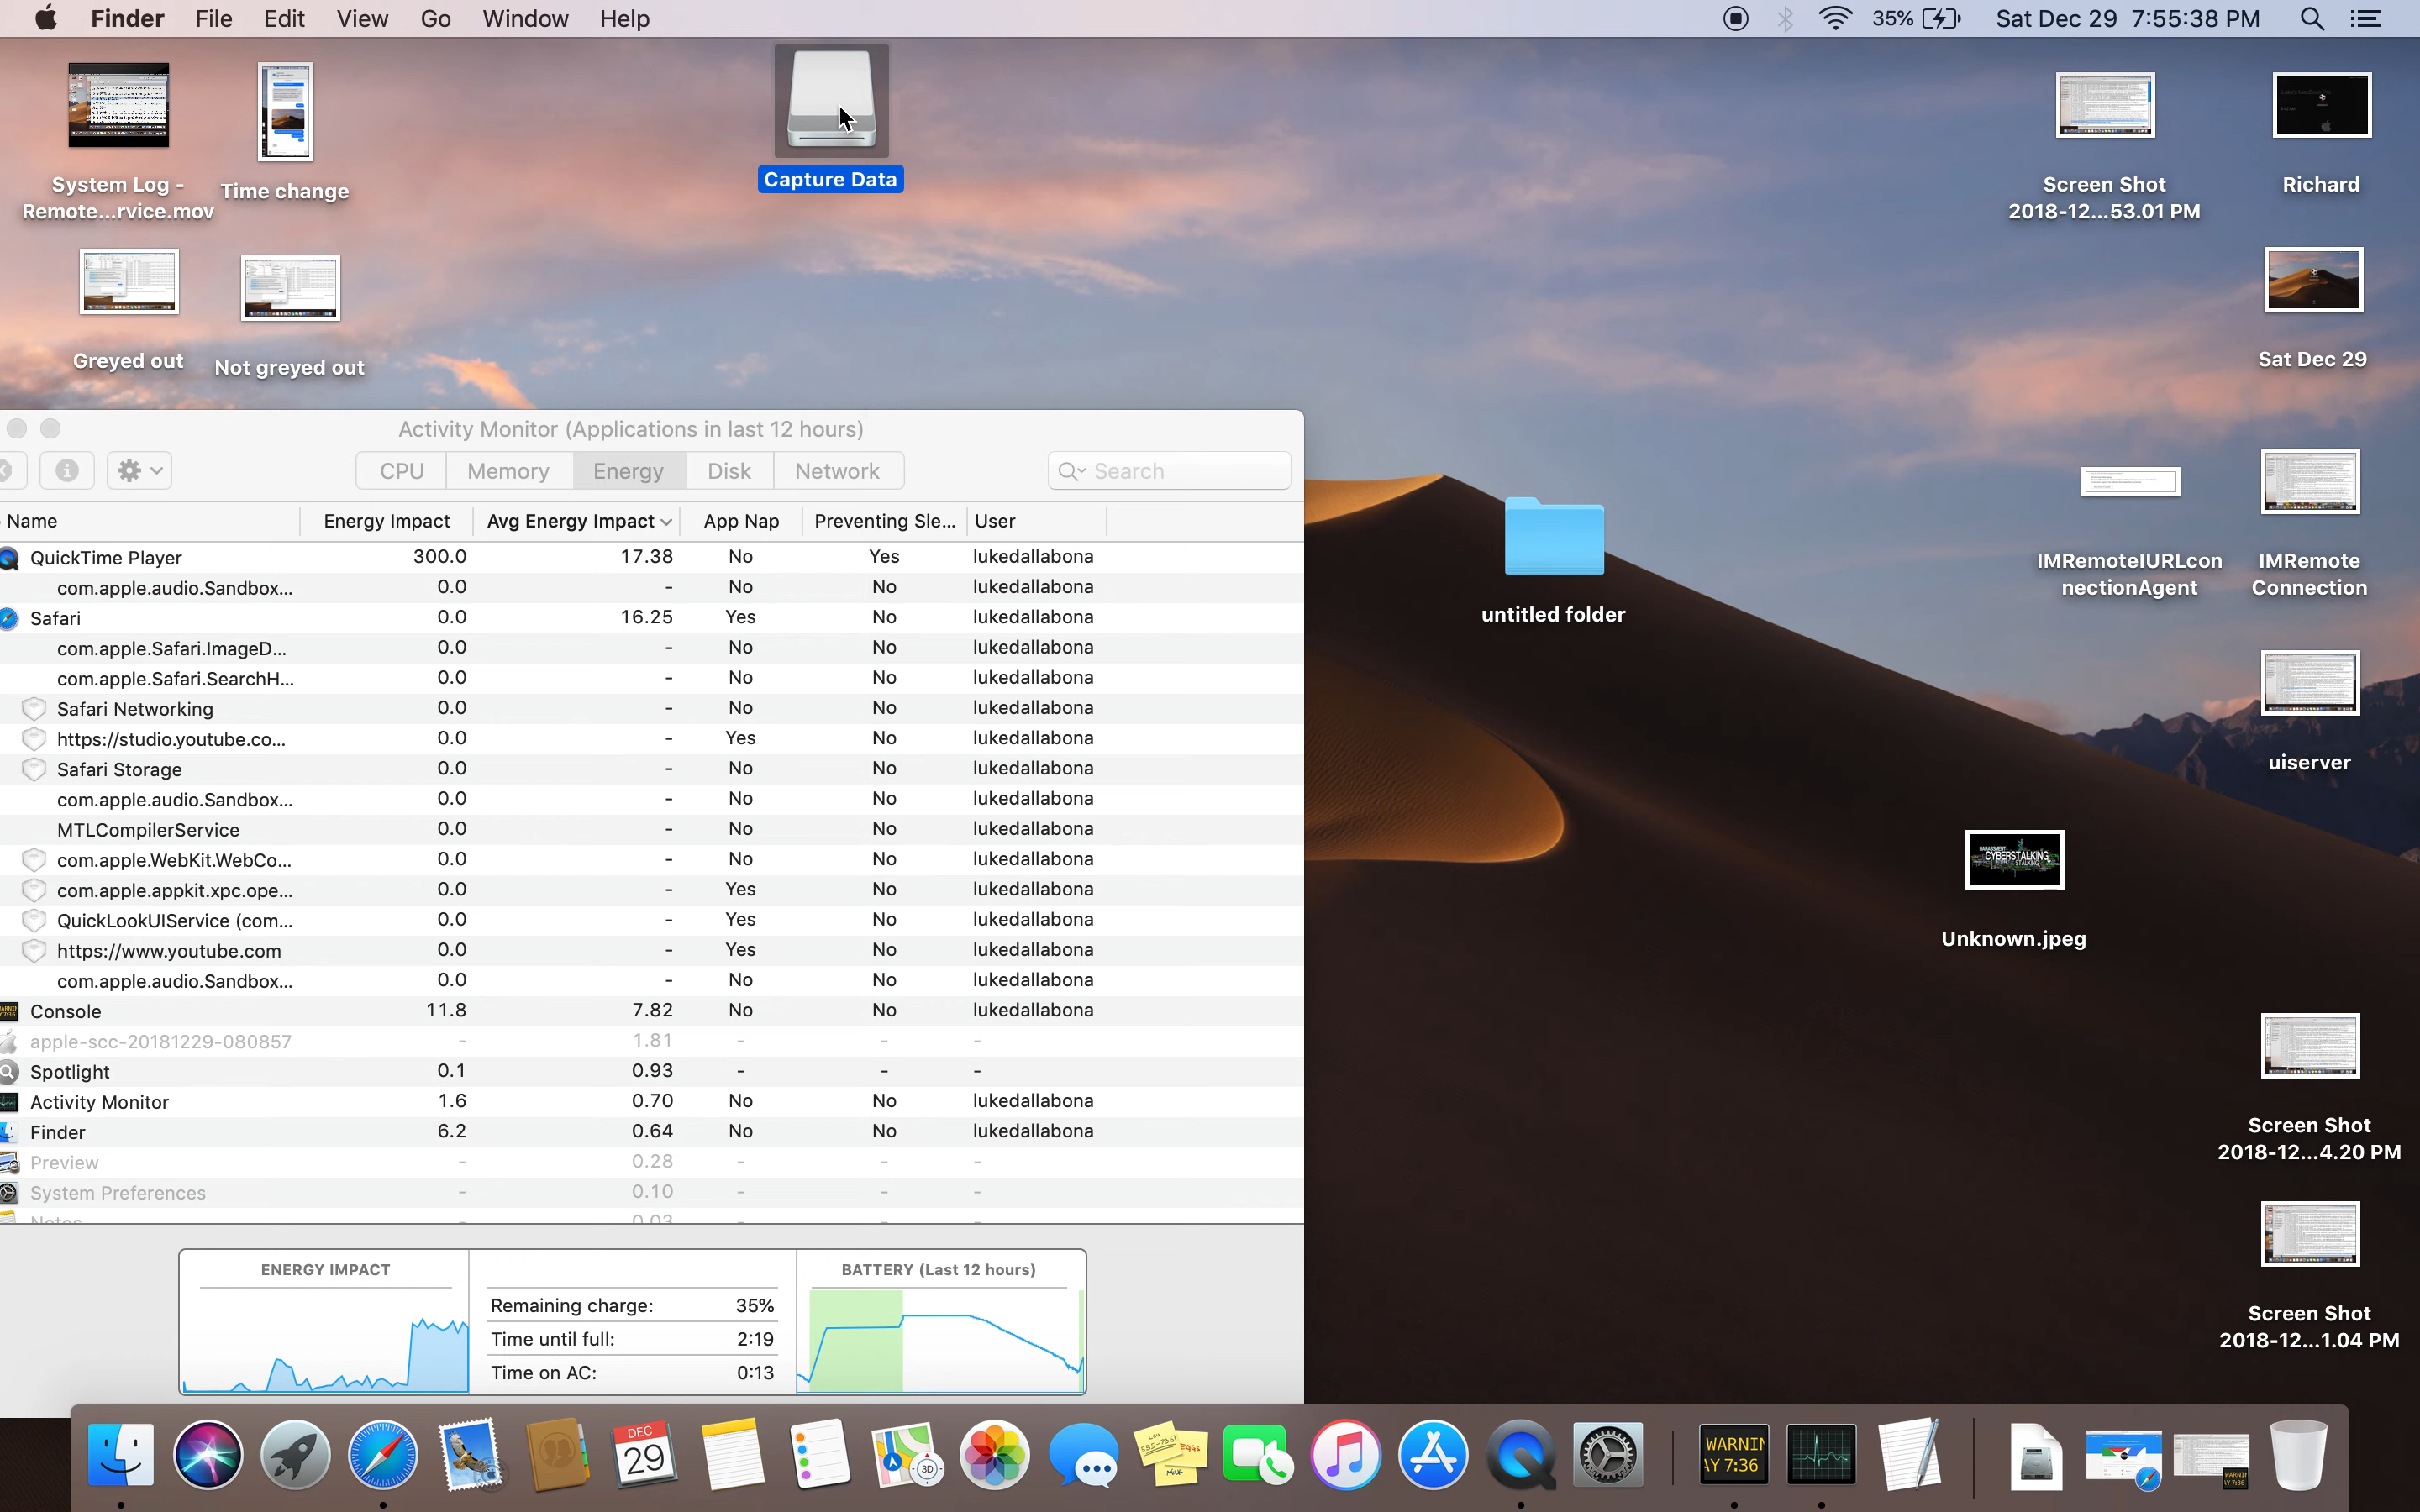 Finder File Edit View Go Window Help 35% Sat Dec 29 7:55:38 PM
System Log -
Remote...rvice.mov
Time change
Capture Data
Screen Shot
2018-12...53.01 PM
Richard
Greyed out
Not greyed out
Sat Dec 29
Activity Monitor (Applications in last 12 hours)
CPU Memory Energy Disk Network Search
Name Energy Impact Avg Energy Impact App Nap Preventing Sle... User
QuickTime Player 300.0 17.38 No Yes lukedallabona
com.apple.audio.Sandbox... 0.0 - No No lukedallabona
Safari 0.0 16.25 Yes No lukedallabona
com.apple.Safari.ImageD... 0.0 - No No lukedallabona
com.apple.Safari.SearchH... 0.0 - No No lukedallabona
Safari Networking 0.0 - No No lukedallabona
https://studio.youtube.co... 0.0 - Yes No lukedallabona
Safari Storage 0.0 - No No lukedallabona
com.apple.audio.Sandbox... 0.0 - No No lukedallabona
MTLCompilerService 0.0 - No No lukedallabona
com.apple.WebKit.WebCo... 0.0 - No No lukedallabona
com.apple.appkit.xpc.ope... 0.0 - Yes No lukedallabona
QuickLookUIService (com... 0.0 - Yes No lukedallabona
https://www.youtube.com 0.0 - Yes No lukedallabona
com.apple.audio.Sandbox... 0.0 - No No lukedallabona
Console 11.8 7.82 No No lukedallabona
apple-scc-20181229-080857 - 1.81 - - -
Spotlight 0.1 0.93 - - -
Activity Monitor 1.6 0.70 No No lukedallabona
Finder 6.2 0.64 No No lukedallabona
Preview - 0.28 - - -
System Preferences - 0.10 - - -
Notes - 0.03 - - -
ENERGY IMPACT
Remaining charge: 35%
Time until full: 2:19
Time on AC: 0:13
BATTERY (Last 12 hours)
untitled folder
IMRemoteIURLcon
nectionAgent
IMRemote
Connection
uiserver
HARASSMENT
CYBERSTALKING
STALKING
Unknown.jpeg
Screen Shot
2018-12...4.20 PM
Screen Shot
2018-12...1.04 PM
DEC
29
3D
EGGS
MILK
WARNIN
AY 7:36